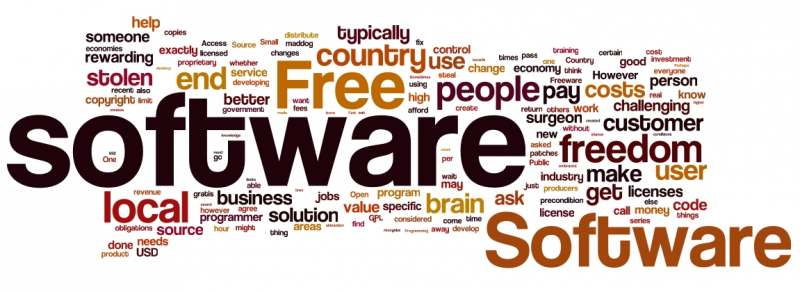 help
copies
someone
Access
Source
Small
distribute
maddog
typically
fix
economies
licensed
changes
rewarding
exactly
proprietary
whether
country
use
control
times
pass
training
certain
cost
stolen
end
service
developing
Free
steal
change
economy
think
Country
good
investment
everyone
recent
also
using
Freeware
However
person
copyright
limit
better
want
fees
high
people
pay
costs
real
know
government
afford
create
return
others
work
challenging
software
surgeon
customer
new
without
asked
patches
Public
freedom
knowledge
One
want
go
per
wait
may
industry
make
user
revenue
gratis
able
business
jobs
Open
program
value
specific
brain
ask
just
producers
precondition
get
licenses
else
local
however
agree
programmer
solution
GPL
considered
license
call
money
code
things
obligations
source
hour
might
thing
areas
find
come
time
away
develop
series
done
needs
product
USD
Software